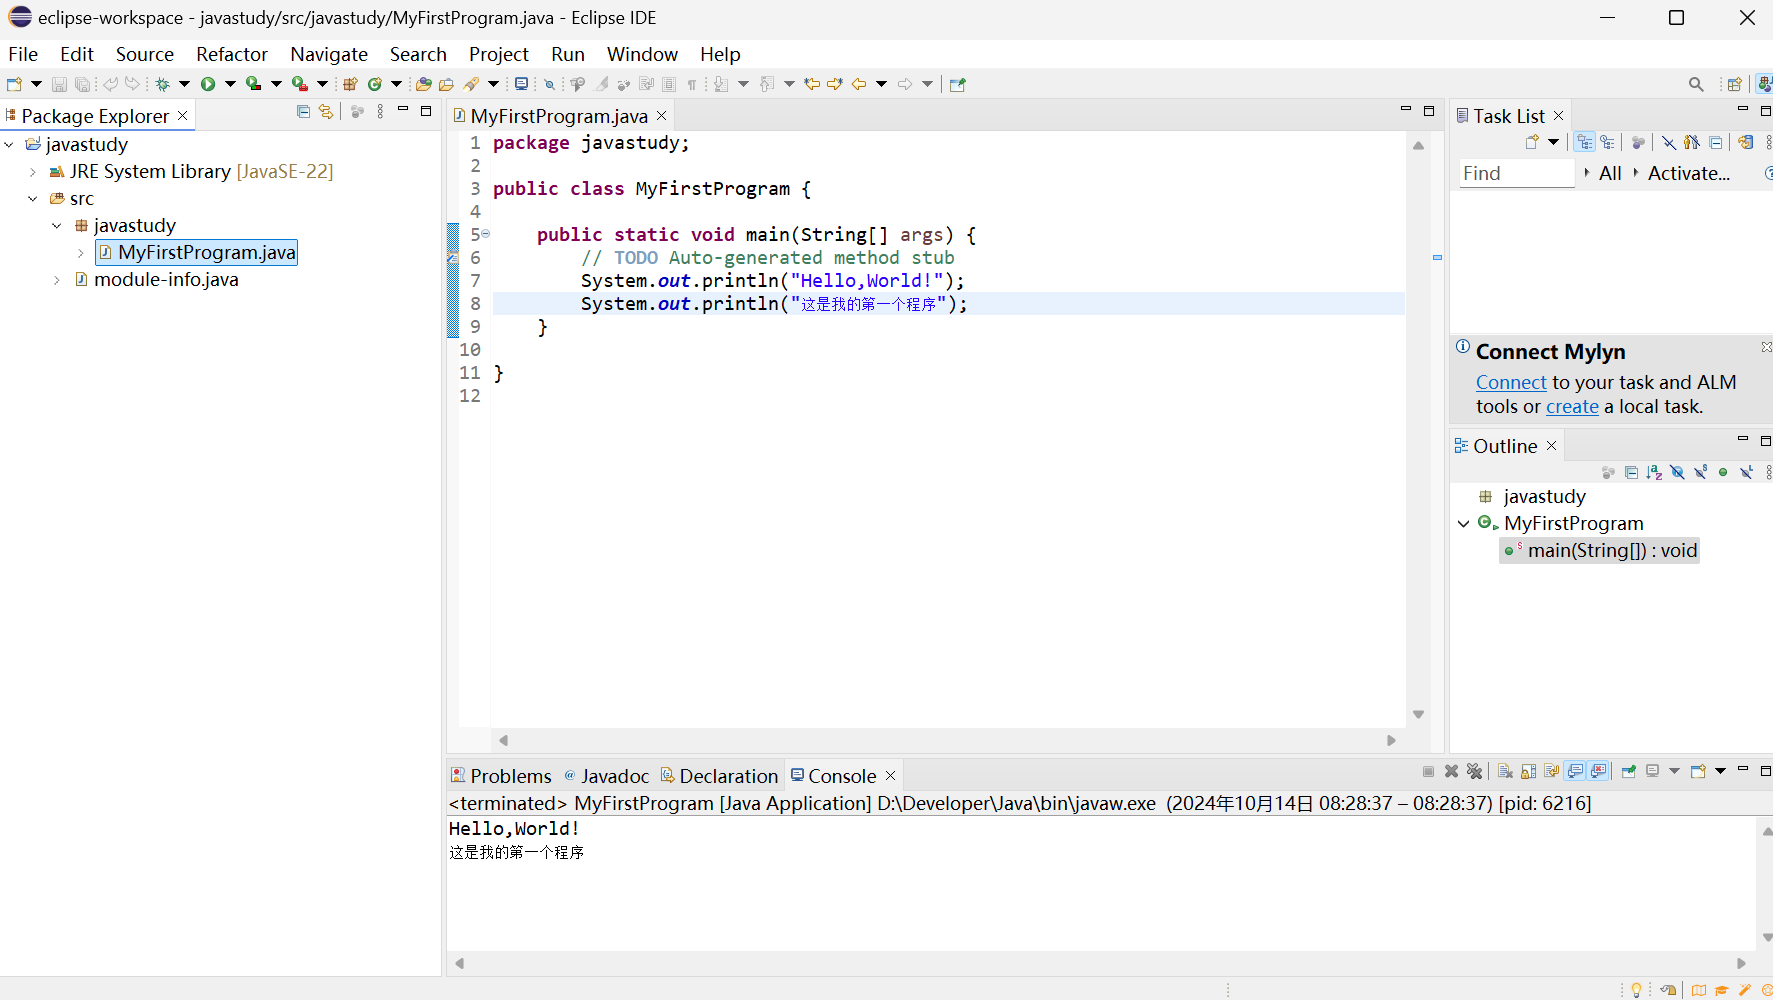 eclipse-workspace - javastudy/src/javastudy/MyFirstProgram.java - Eclipse IDE
File Edit Source Refactor Navigate Search Project Run Window Help
Package Explorer
javastudy
JRE System Library [JavaSE-22]
src
javastudy
MyFirstProgram.java
module-info.java
MyFirstProgram.java
1 package javastudy;
2
3 public class MyFirstProgram {
4
5 public static void main(String[] args) {
6 // TODO Auto-generated method stub
7 System.out.println("Hello,World!");
8 System.out.println("这是我的第一个程序");
9 }
10
11 }
12
Task List
Find All Activate...
Connect Mylyn
Connect to your task and ALM
tools or create a local task.
Outline
javastudy
MyFirstProgram
main(String[]) : void
Problems Javadoc Declaration Console
<terminated> MyFirstProgram [Java Application] D:\Developer\Java\bin\javaw.exe (2024年10月14日 08:28:37 – 08:28:37) [pid: 6216]
Hello,World!
这是我的第一个程序